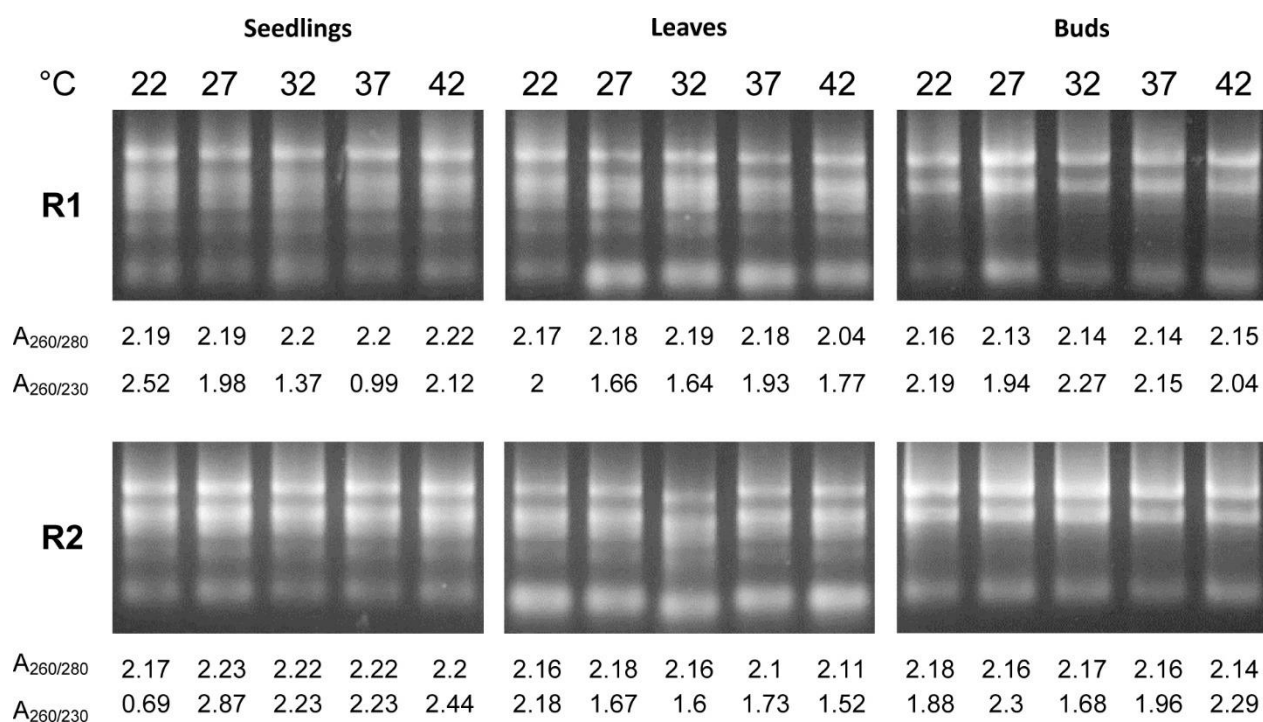 Seedlings Leaves Buds
°C 22 27 32 37 42 22 27 32 37 42 22 27 32 37 42
R1
A260/280 2.19 2.19 2.2 2.2 2.22 2.17 2.18 2.19 2.18 2.04 2.16 2.13 2.14 2.14 2.15
A260/230 2.52 1.98 1.37 0.99 2.12 2 1.66 1.64 1.93 1.77 2.19 1.94 2.27 2.15 2.04
R2
A260/280 2.17 2.23 2.22 2.22 2.2 2.16 2.18 2.16 2.1 2.11 2.18 2.16 2.17 2.16 2.14
A260/230 0.69 2.87 2.23 2.23 2.44 2.18 1.67 1.6 1.73 1.52 1.88 2.3 1.68 1.96 2.29